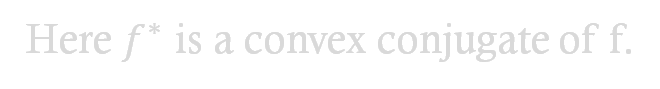 Here f* is a convex conjugate of f.